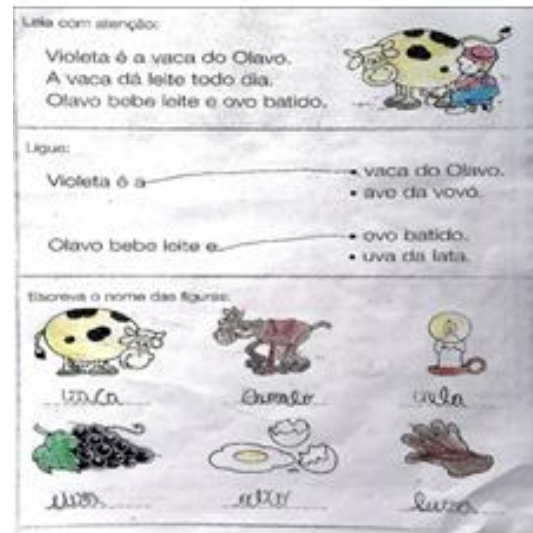 Leia com atenção:
Violeta é a vaca do Olavo.
A vaca dá leite todo dia.
Olavo bebe leite e ovo batido.
Ligue:
Violeta é a
• vaca do Olavo.
• ave da vovó.
Olavo bebe leite e
• ovo batido.
• uva da lata.
Escreva o nome das figuras:
vaca
vela
uva
ovo
luva